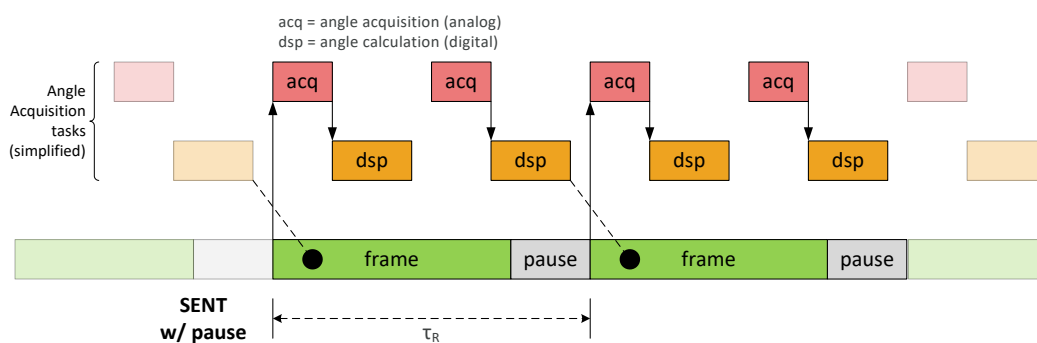 acq = angle acquisition (analog)
dsp = angle calculation (digital)
Angle
Acquisition
tasks
(simplified)
acq acq acq acq
dsp dsp dsp dsp
frame pause frame pause
SENT
w/ pause
τR